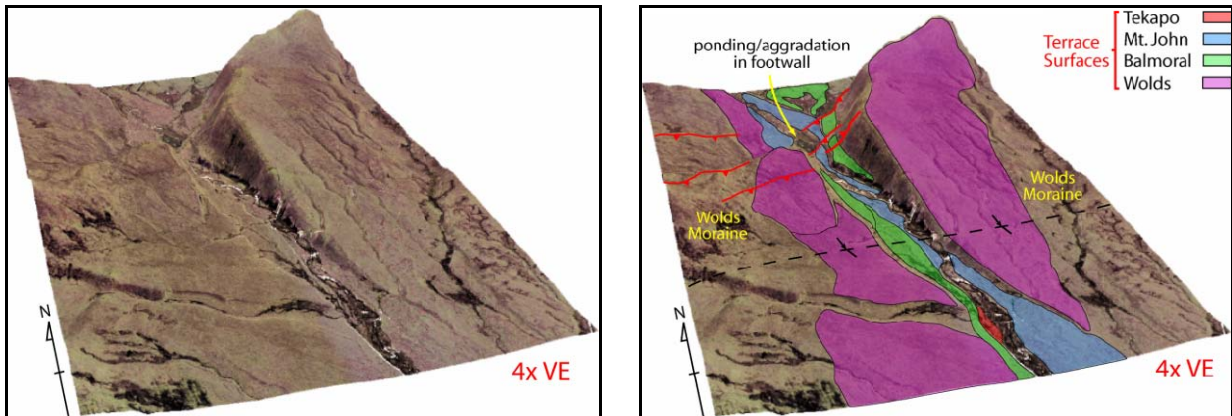 N
4x VE
ponding/aggradation
in footwall
Terrace
Surfaces
Tekapo
Mt. John
Balmoral
Wolds
Wolds
Moraine
Wolds
Moraine
N
4x VE